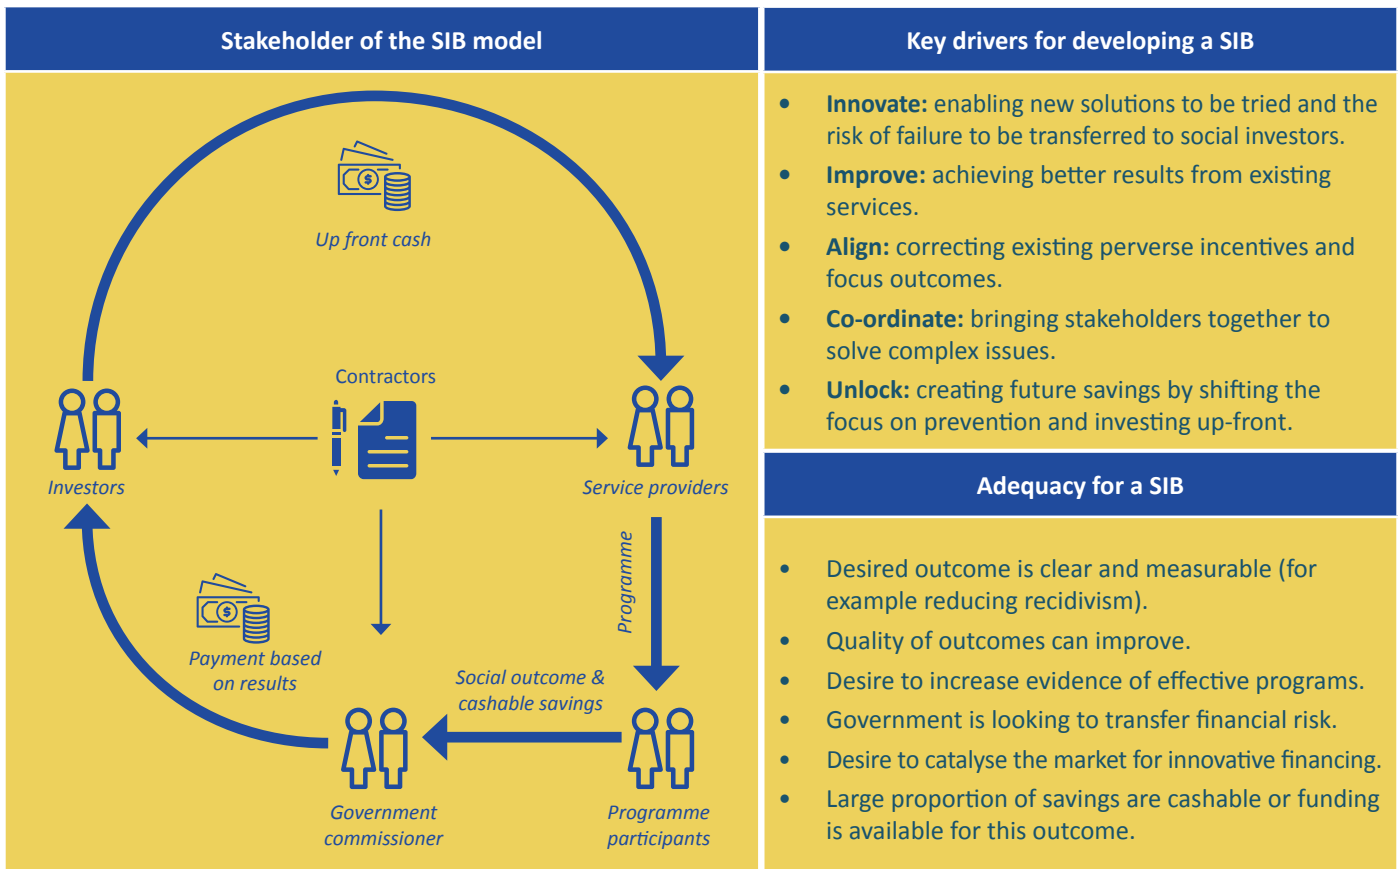 Stakeholder of the SIB model
Up front cash
Contractors
Investors
Service providers
Programme
Payment based
on results
Social outcome &
cashable savings
Government
commissioner
Programme
participants
Key drivers for developing a SIB
• Innovate: enabling new solutions to be tried and the
risk of failure to be transferred to social investors.
• Improve: achieving better results from existing
services.
• Align: correcting existing perverse incentives and
focus outcomes.
• Co-ordinate: bringing stakeholders together to
solve complex issues.
• Unlock: creating future savings by shifting the
focus on prevention and investing up-front.
Adequacy for a SIB
• Desired outcome is clear and measurable (for
example reducing recidivism).
• Quality of outcomes can improve.
• Desire to increase evidence of effective programs.
• Government is looking to transfer financial risk.
• Desire to catalyse the market for innovative financing.
• Large proportion of savings are cashable or funding
is available for this outcome.